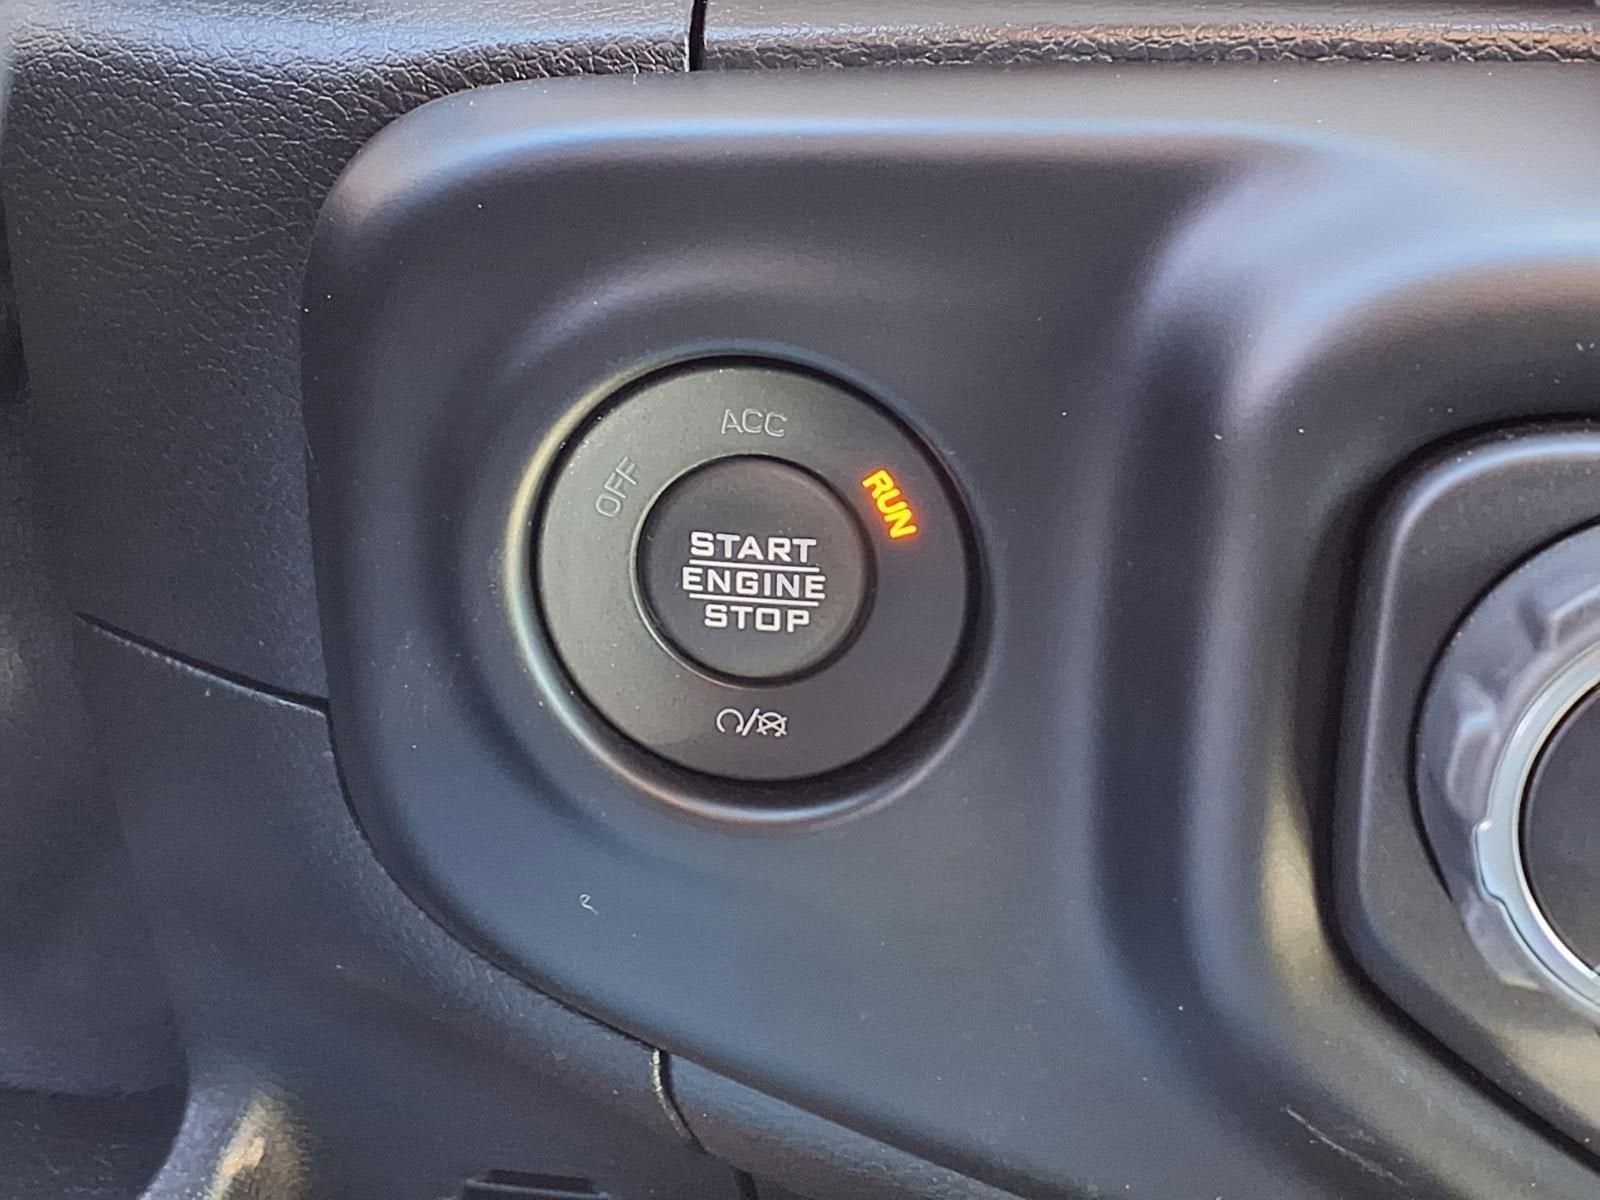 ACC
OFF
RUN
START
ENGINE
STOP